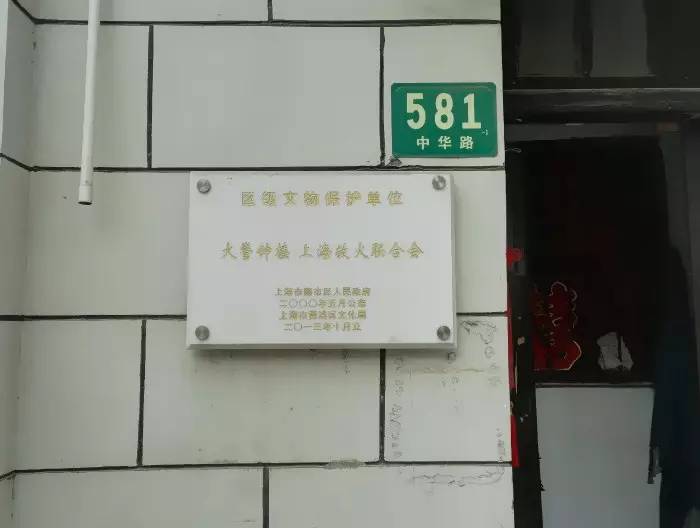 581-1
中华路
区级文物保护单位
火警钟楼 上海救火联合会
上海市南市区人民政府
二〇〇〇年五月公布
上海市黄浦区文化局
二〇一三年十月立